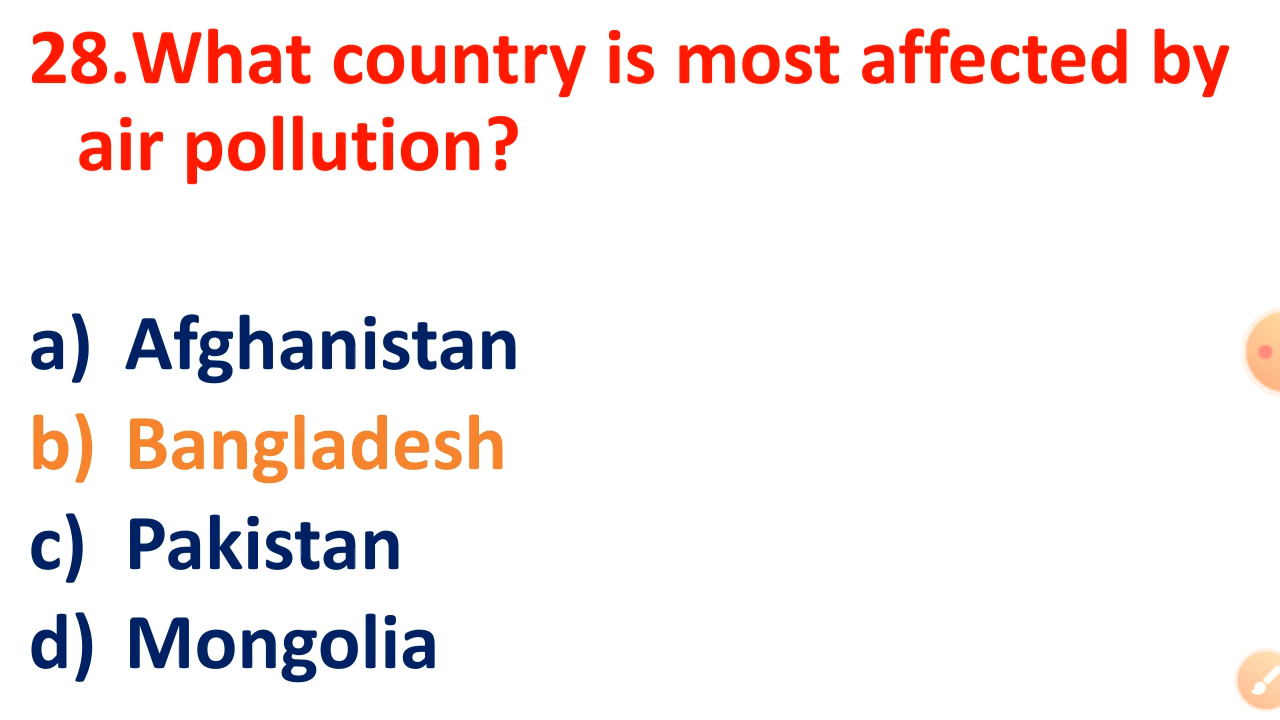 28.What country is most affected by
air pollution?
a) Afghanistan
b) Bangladesh
c) Pakistan
d) Mongolia